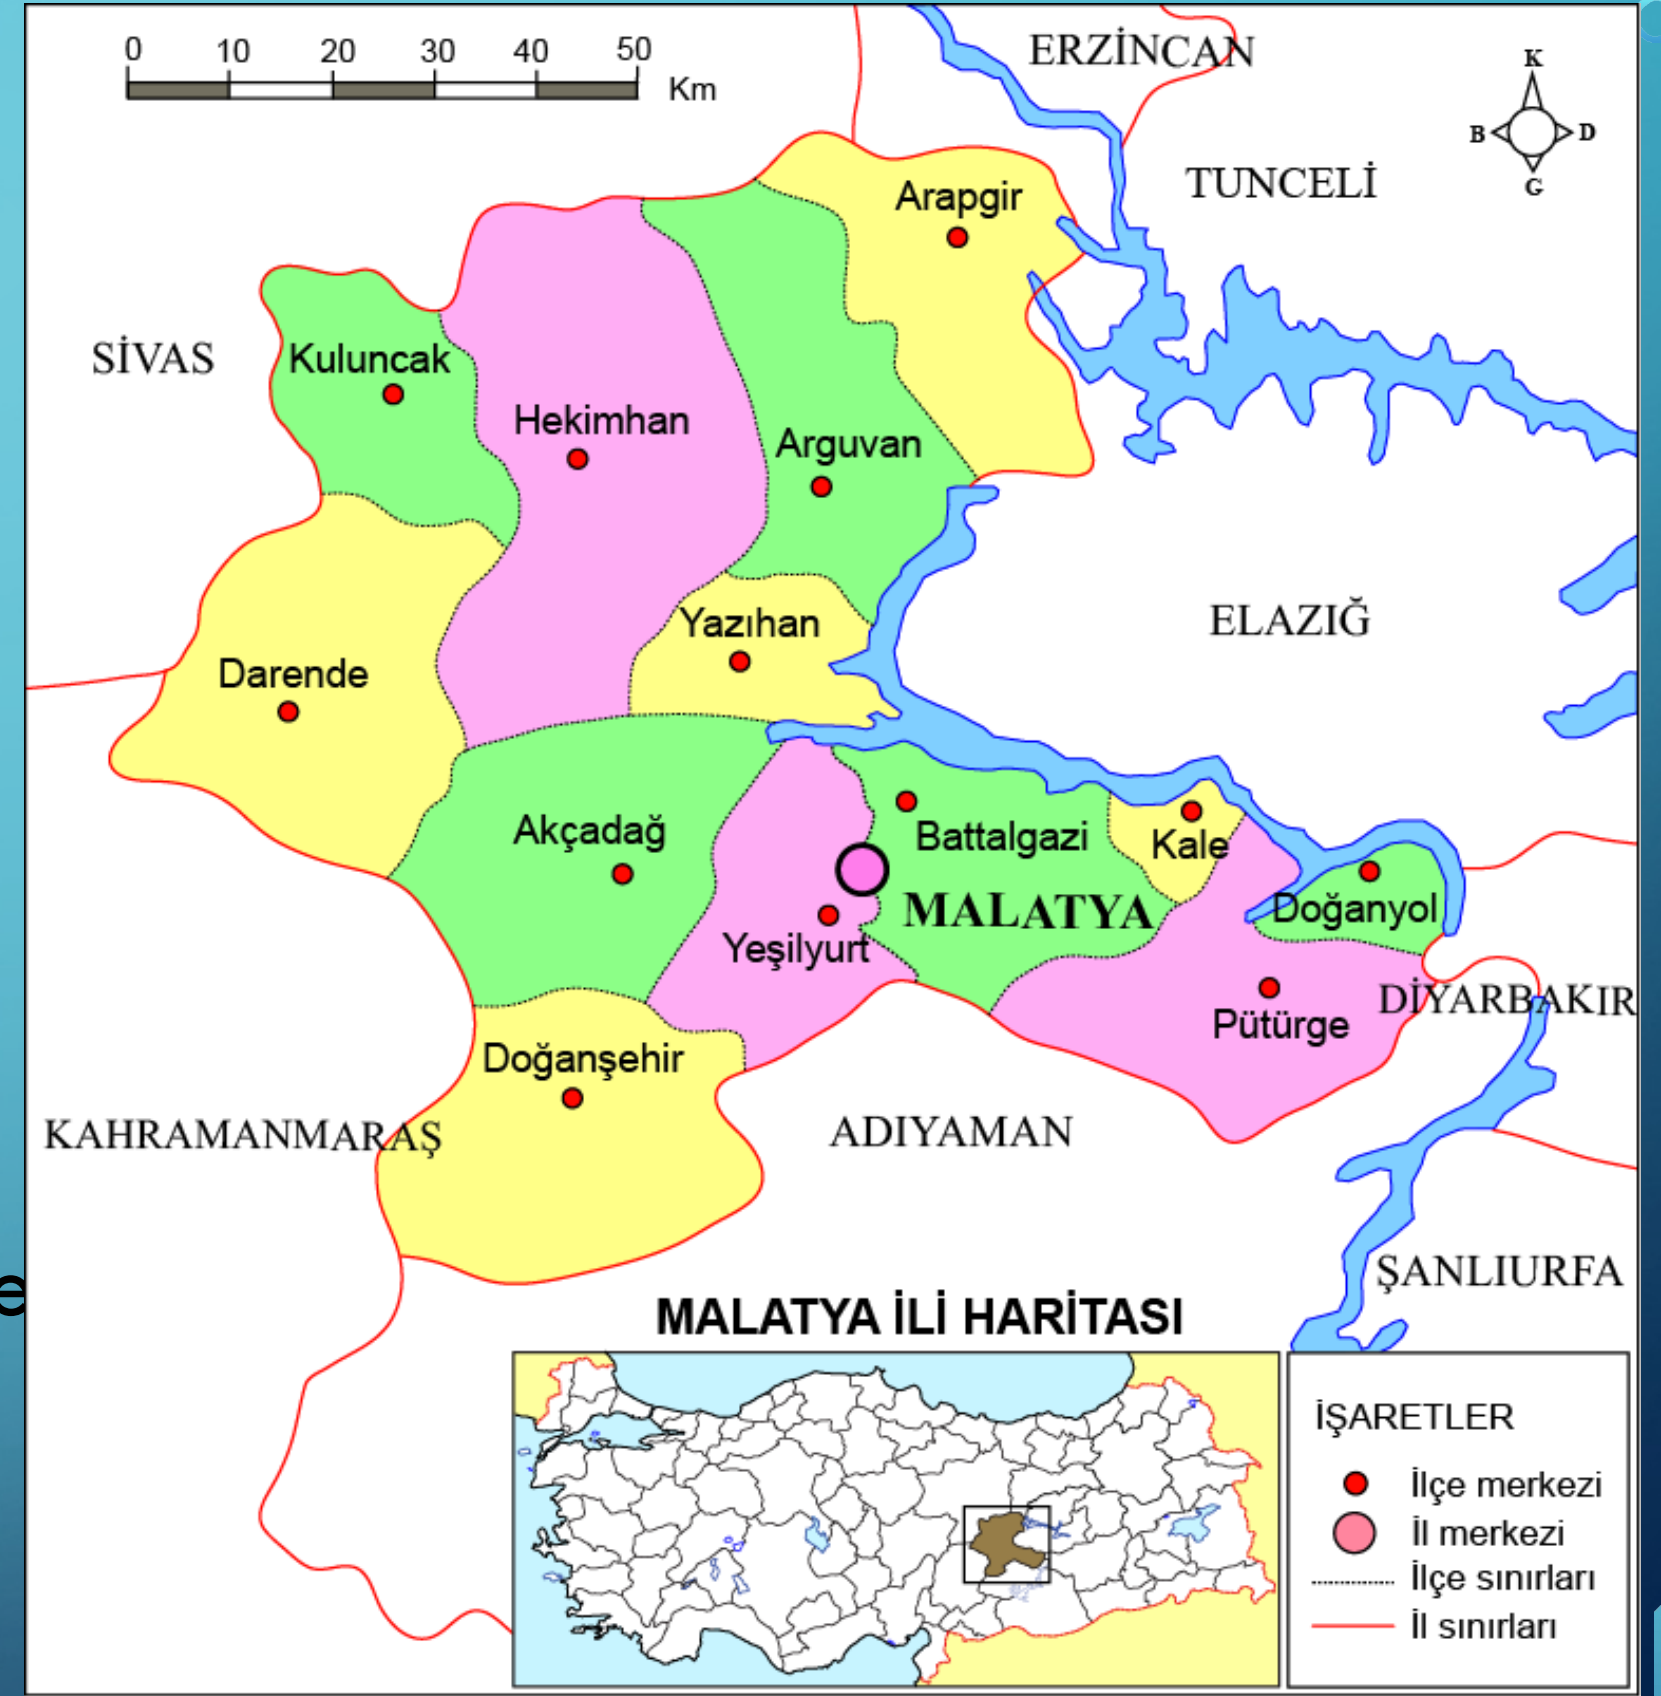 0 10 20 30 40 50
Km
ERZİNCAN
K
B D
G
TUNCELİ
Arapgir
SİVAS
Kuluncak
Hekimhan
Arguvan
ELAZIĞ
Yazıhan
Darende
Akçadağ
Battalgazi
Kale
MALATYA
Doğanyol
Yeşilyurt
DİYARBAKIR
Pütürge
Doğanşehir
KAHRAMANMARAŞ
ADIYAMAN
ŞANLIURFA
e
MALATYA İLİ HARİTASI
İŞARETLER
İlçe merkezi
İl merkezi
İlçe sınırları
İl sınırları